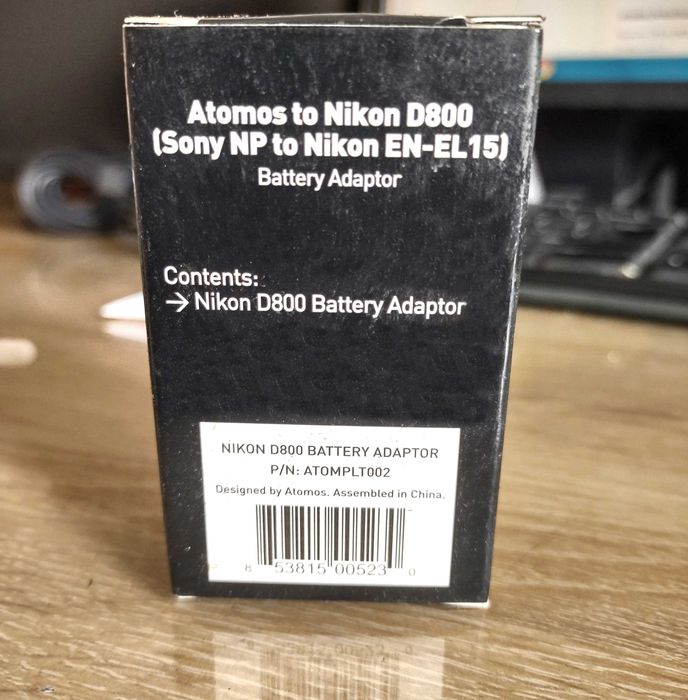 Atomos to Nikon D800
(Sony NP to Nikon EN-EL15)
Battery Adaptor
Contents:
→ Nikon D800 Battery Adaptor
NIKON D800 BATTERY ADAPTOR
P/N: ATOMPLT002
Designed by Atomos. Assembled in China.
8 53815 00523 0